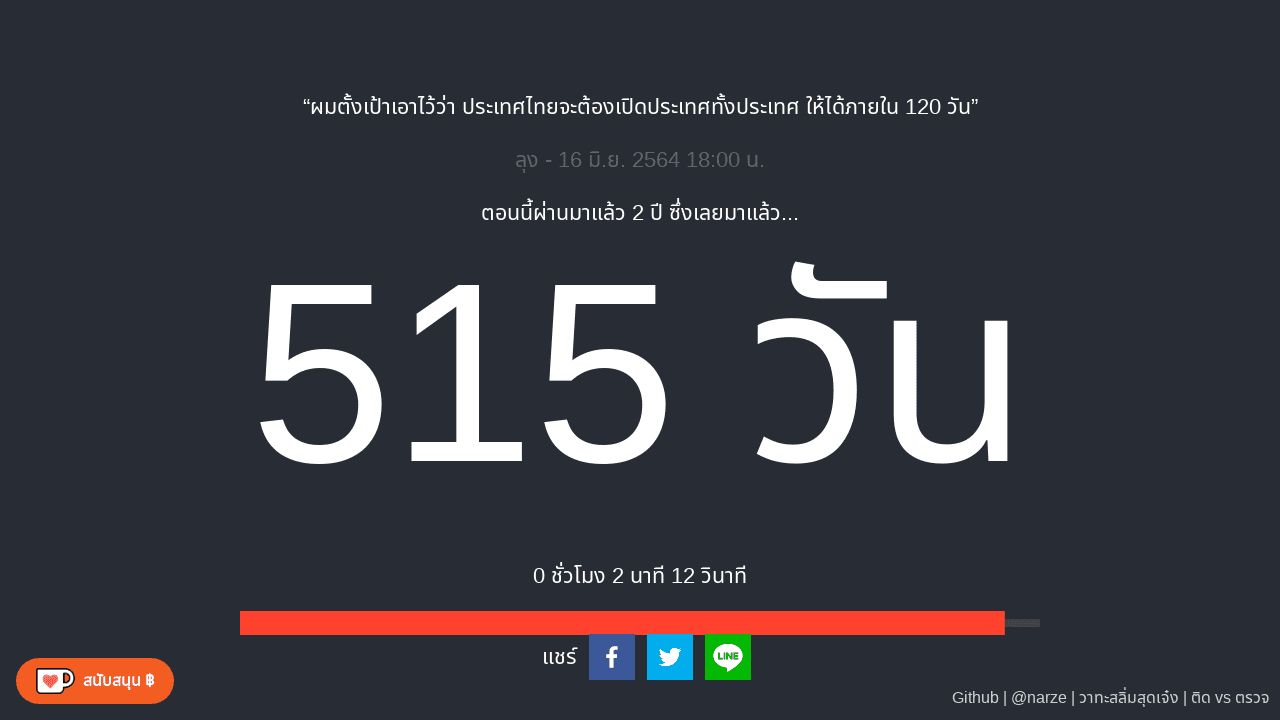 “ผมตั้งเป้าเอาไว้ว่า ประเทศไทยจะต้องเปิดประเทศทั้งประเทศ ให้ได้ภายใน 120 วัน”
ลุง - 16 มิ.ย. 2564 18:00 น.
ตอนนี้ผ่านมาแล้ว 2 ปี ซึ่งเลยมาแล้ว...
515 วัน
0 ชั่วโมง 2 นาที 12 วินาที
แชร์
LINE
สนับสนุน ฿
Github | @narze | วาทะสลิ่มสุดเจ๋ง | ติด vs ตรวจ